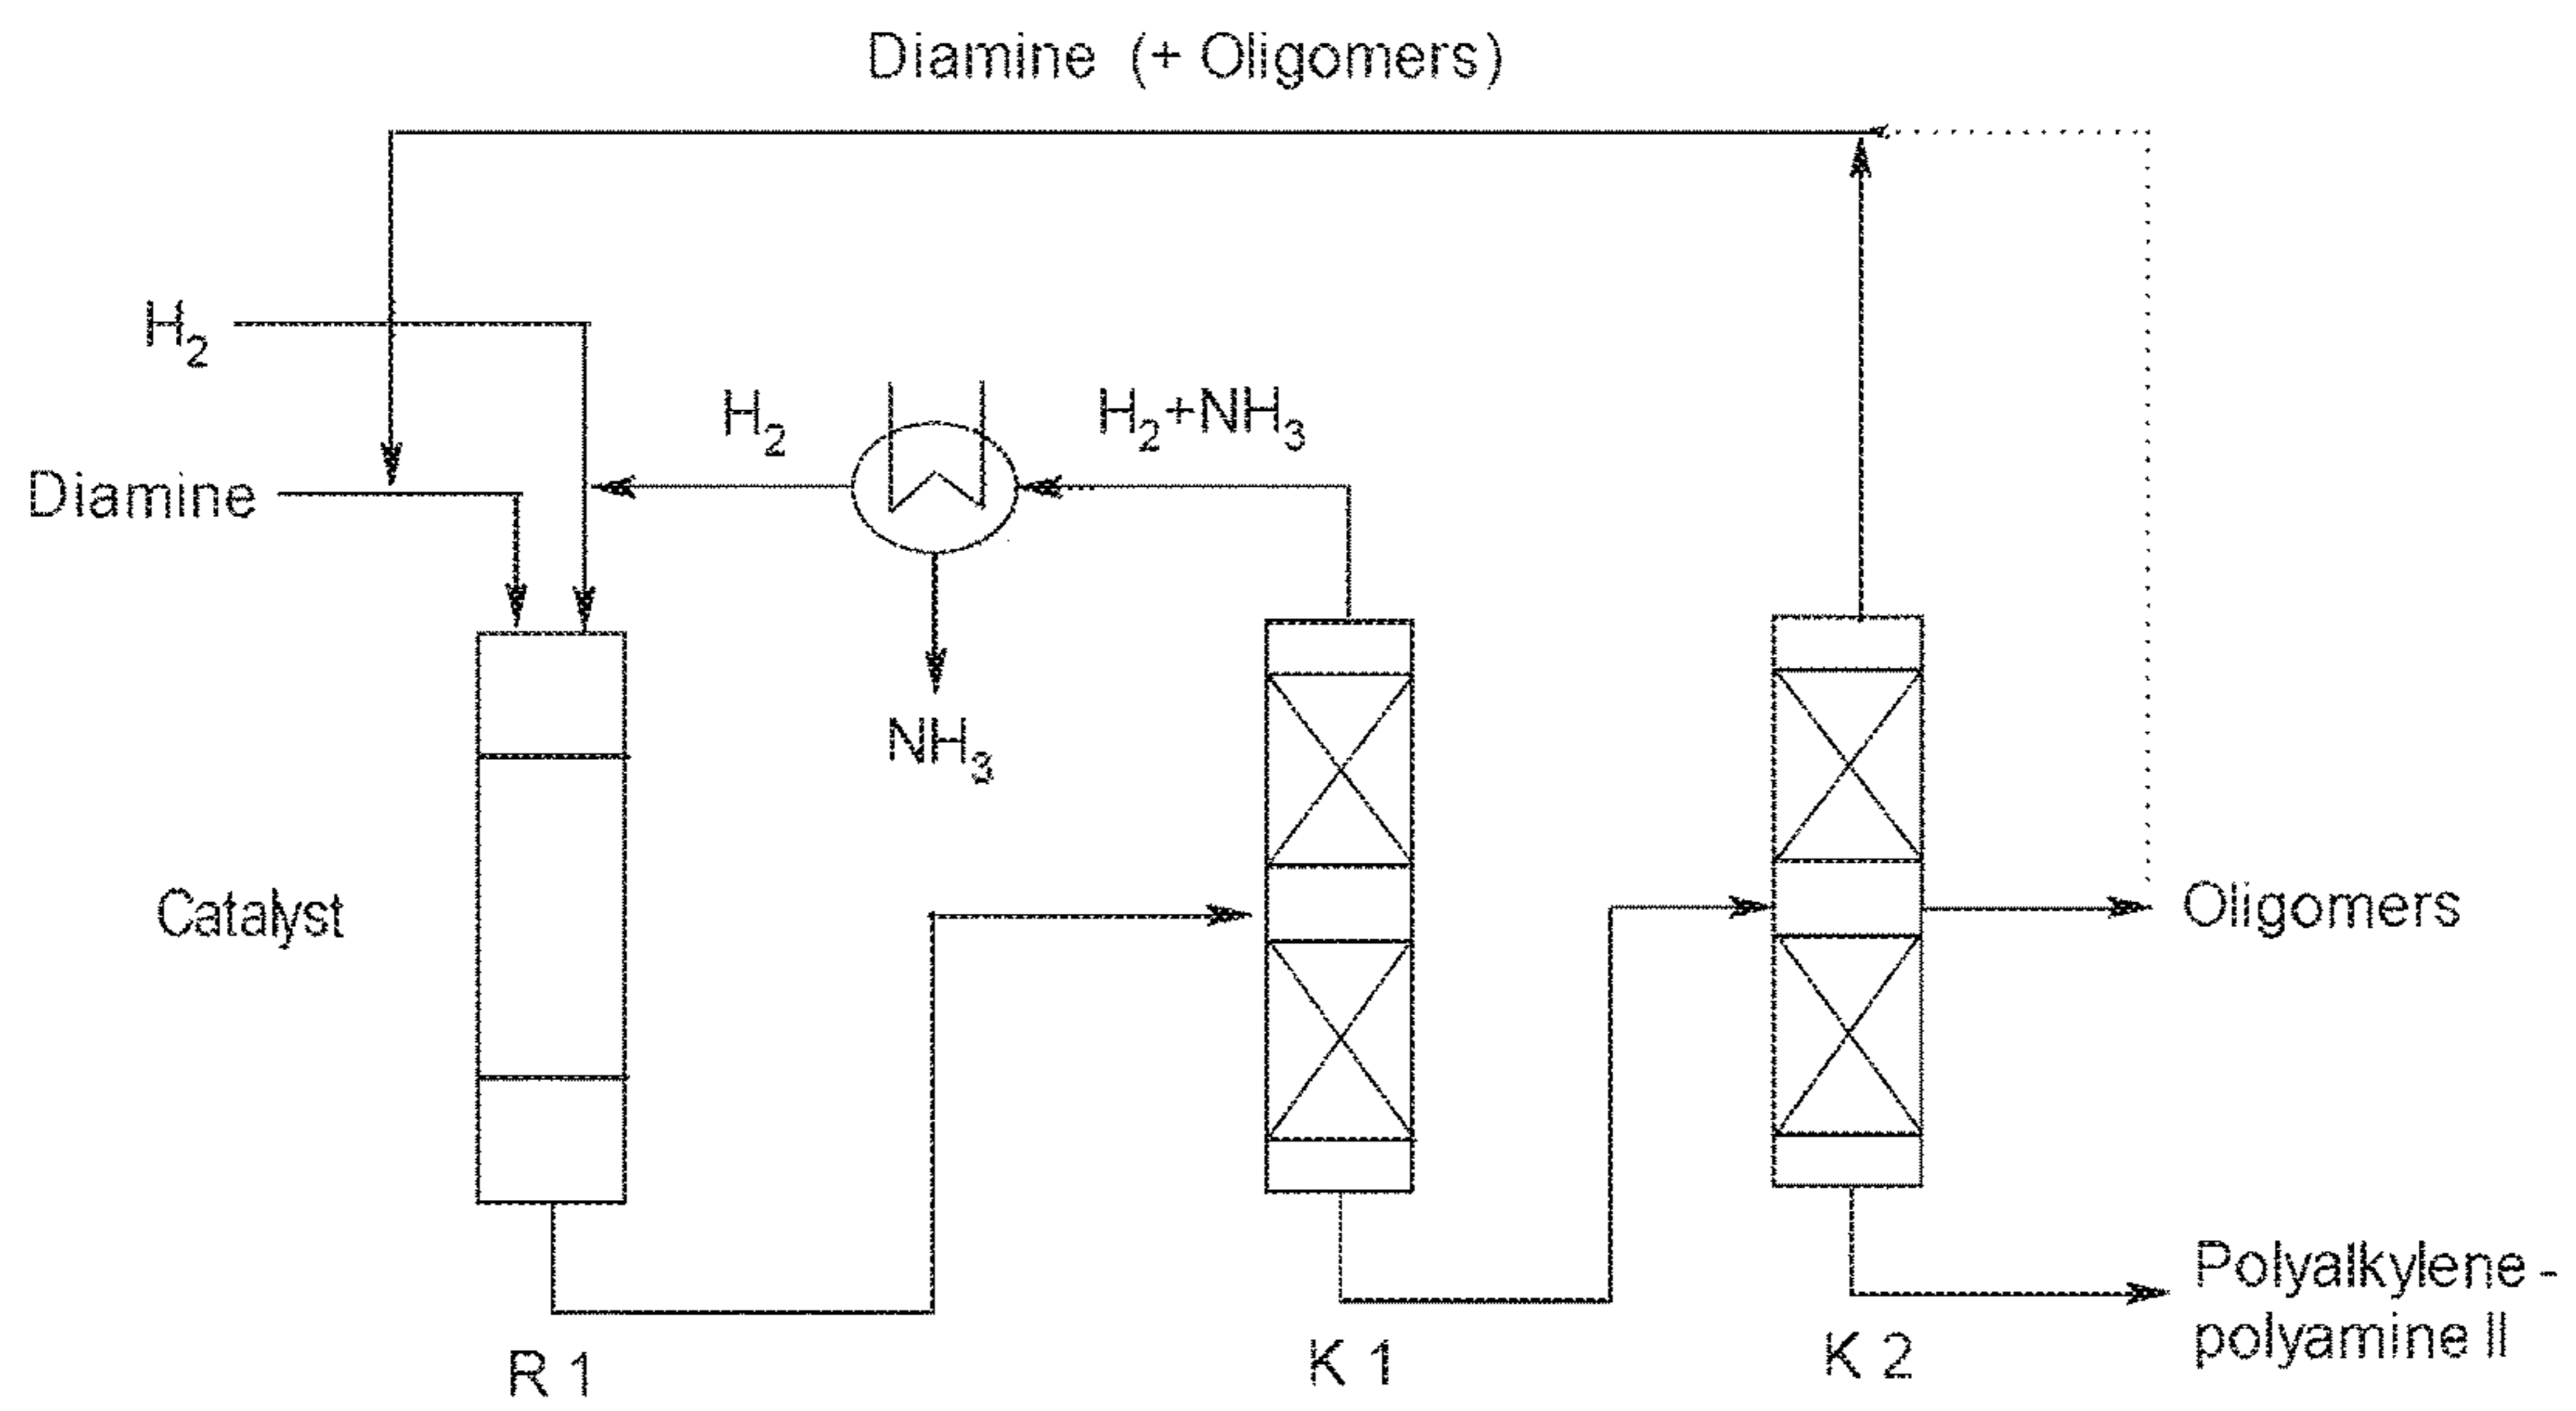 Diamine (+ Oligomers)
H2
H2
H2+NH3
Diamine
NH3
Catalyst
Oligomers
Polyalkylene-
polyamine II
R 1
K 1
K 2